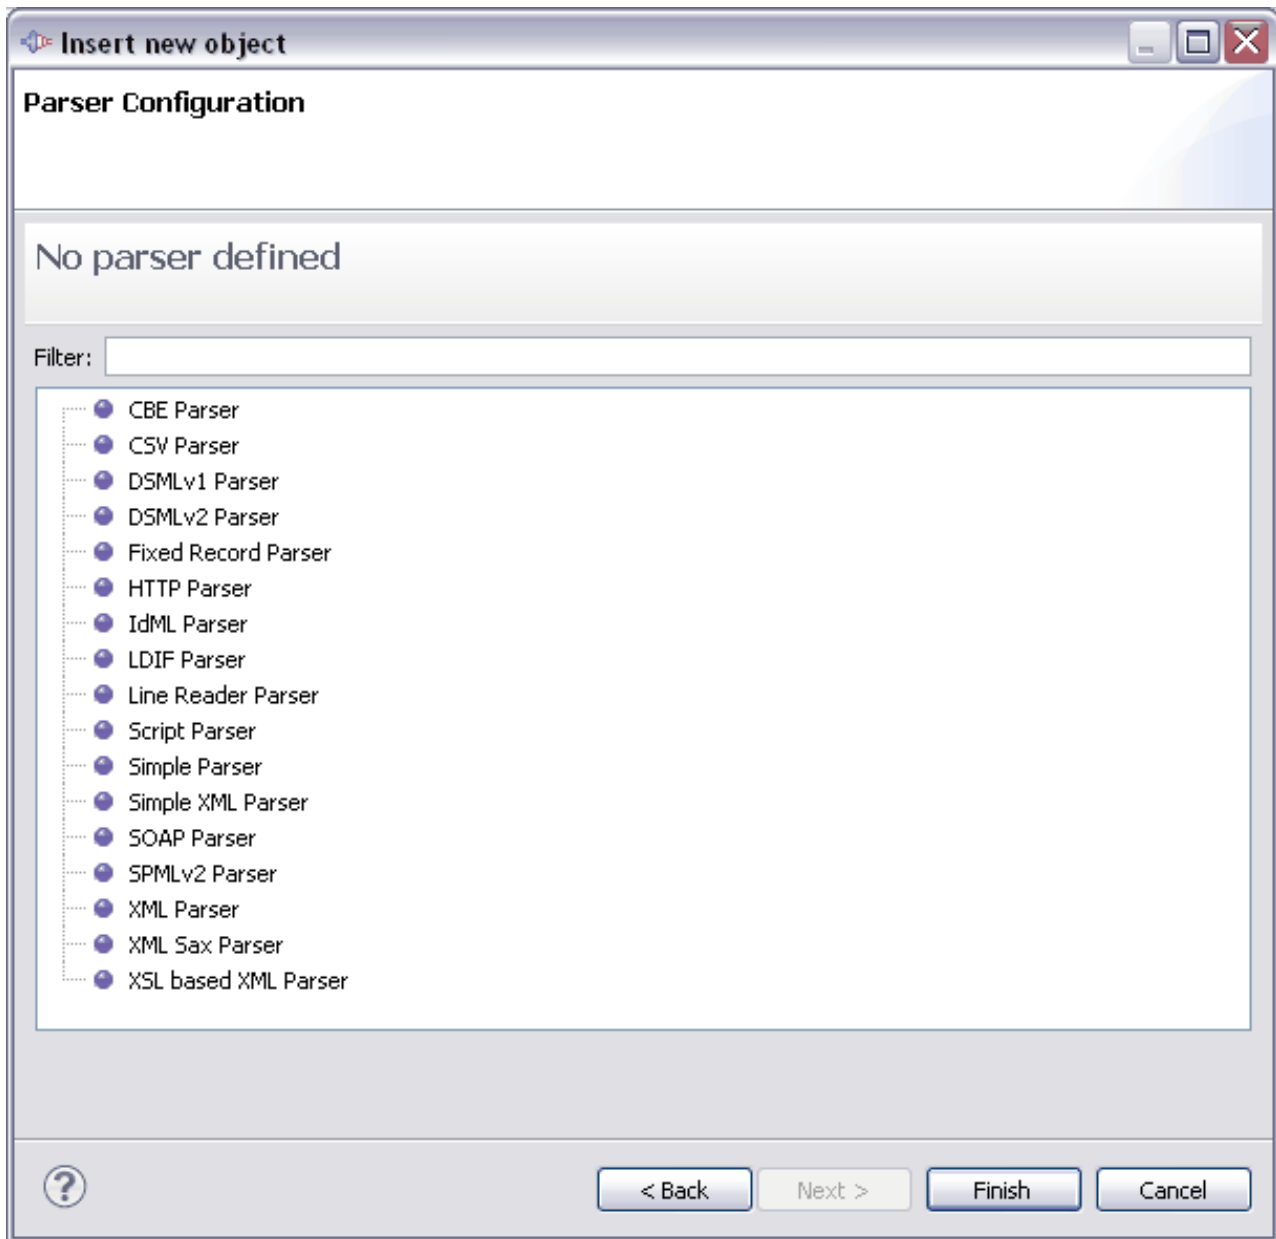 Insert new object
Parser Configuration
No parser defined
Filter:
CBE Parser
CSV Parser
DSMLv1 Parser
DSMLv2 Parser
Fixed Record Parser
HTTP Parser
IdML Parser
LDIF Parser
Line Reader Parser
Script Parser
Simple Parser
Simple XML Parser
SOAP Parser
SPMLv2 Parser
XML Parser
XML Sax Parser
XSL based XML Parser
? < Back Next > Finish Cancel